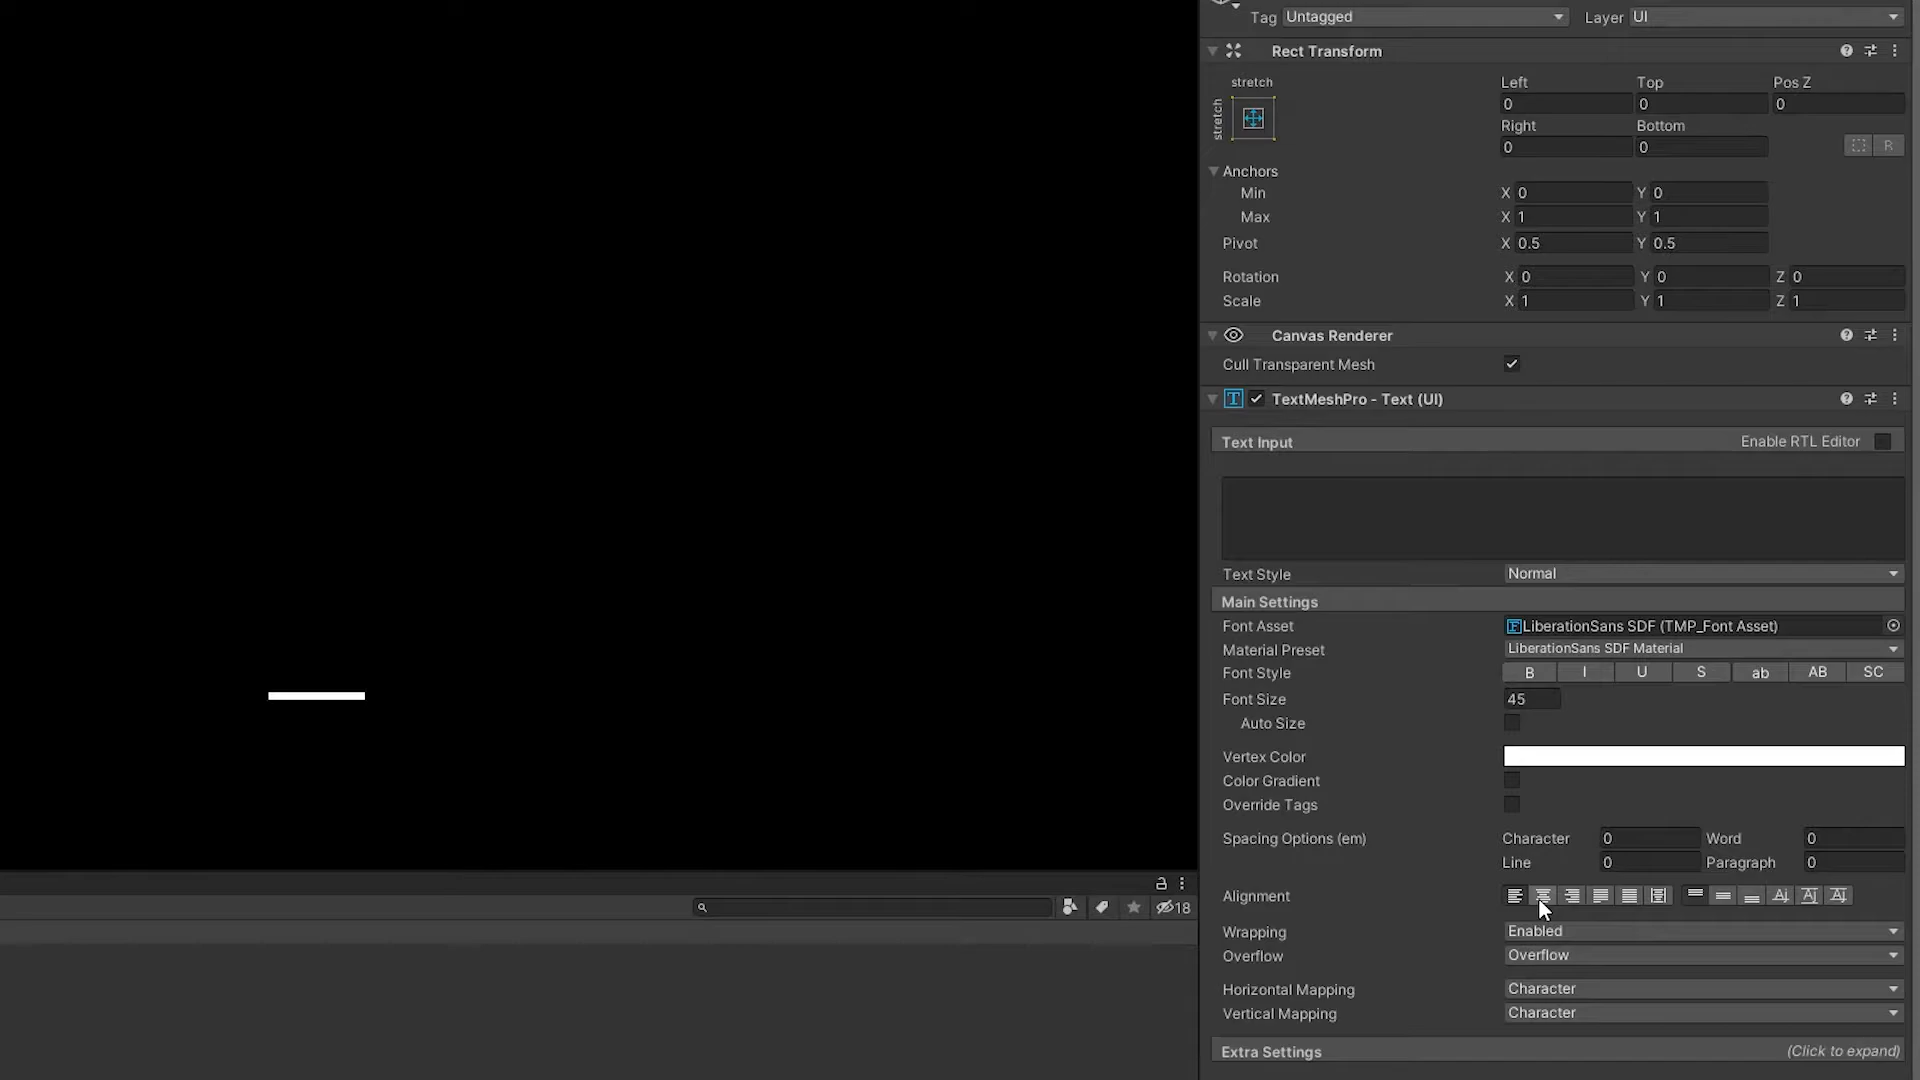 Tag Untagged Layer UI
Rect Transform
stretch Left Top Pos Z
stretch 0 0 0
Right Bottom
0 0 R
Anchors
Min X 0 Y 0
Max X 1 Y 1
Pivot X 0.5 Y 0.5
Rotation X 0 Y 0 Z 0
Scale X 1 Y 1 Z 1
Canvas Renderer
Cull Transparent Mesh
T TextMeshPro - Text (UI)
Text Input Enable RTL Editor
Text Style Normal
Main Settings
Font Asset F LiberationSans SDF (TMP_Font Asset)
Material Preset LiberationSans SDF Material
Font Style B I U S ab AB SC
Font Size 45
Auto Size
Vertex Color
Color Gradient
Override Tags
Spacing Options (em) Character 0 Word 0
Line 0 Paragraph 0
Alignment
18
Wrapping Enabled
Overflow Overflow
Horizontal Mapping Character
Vertical Mapping Character
Extra Settings (Click to expand)